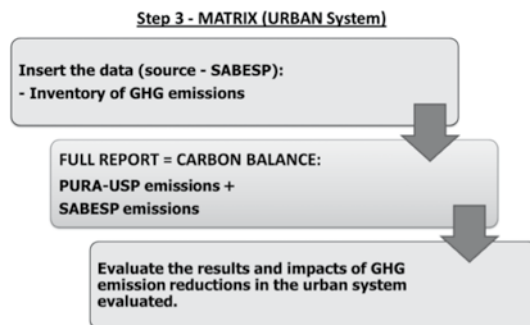 Step 3 - MATRIX (URBAN System)
Insert the data (source - SABESP):
- Inventory of GHG emissions
FULL REPORT = CARBON BALANCE:
PURA-USP emissions +
SABESP emissions
Evaluate the results and impacts of GHG
emission reductions in the urban system
evaluated.